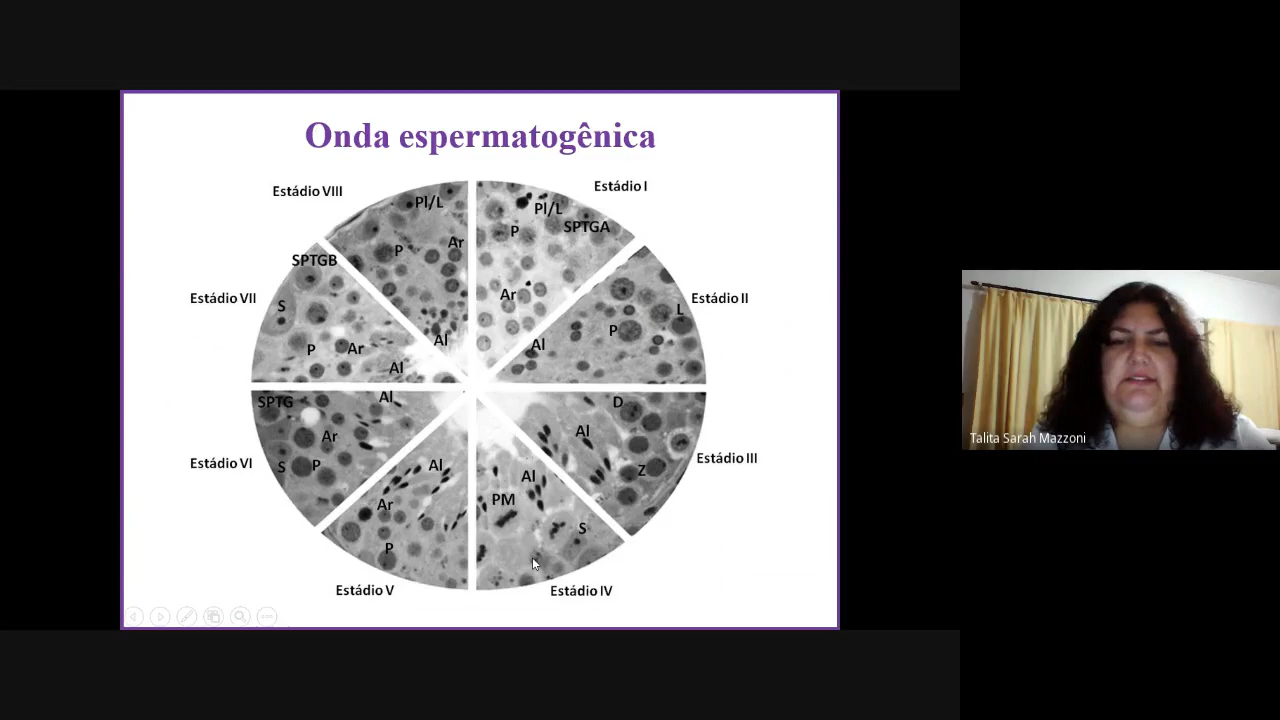 Onda espermatogênica
Estádio VIII
Estádio I
Pl/L
Pl/L
SPTGA
P
Ar
P
Ar
Al
SPTGB
Estádio VII
S
P
Ar
Al
Estádio II
L
P
Al
SPTG
Al
Ar
S
P
Estádio VI
D
Al
Z
Estádio III
Al
Ar
P
Estádio V
Al
PM
S
Estádio IV
Talita Sarah Mazzoni